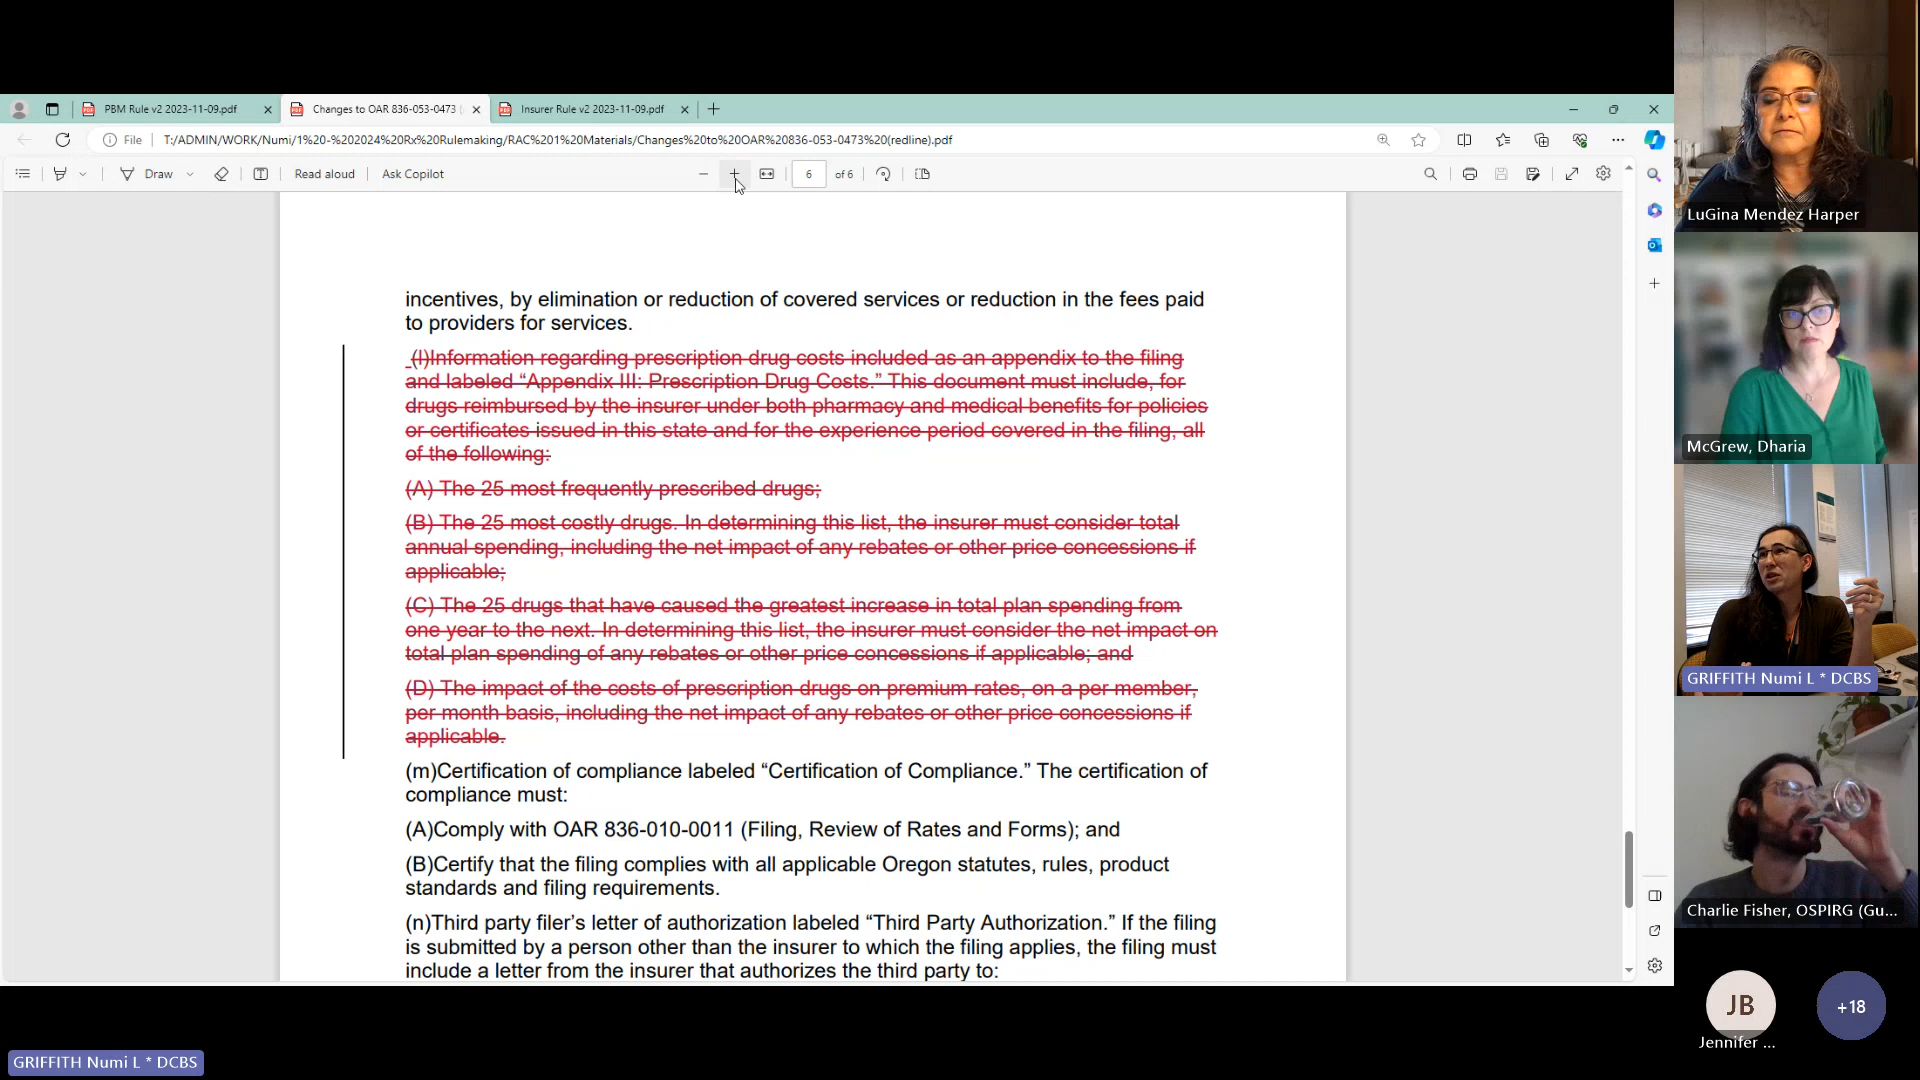 PBM Rule v2 2023-11-09.pdf
Changes to OAR 836-053-0473 (
Insurer Rule v2 2023-11-09.pdf
File
T:/ADMIN/WORK/Numi/1%20-%202024%20Rx%20Rulemaking/RAC%201%20Materials/Changes%20to%20OAR%20836-053-0473%20(redline).pdf
Draw
Read aloud
Ask Copilot
6
of 6
incentives, by elimination or reduction of covered services or reduction in the fees paid
to providers for services.
(l)Information regarding prescription drug costs included as an appendix to the filing
and labeled “Appendix III: Prescription Drug Costs.” This document must include, for
drugs reimbursed by the insurer under both pharmacy and medical benefits for policies
or certificates issued in this state and for the experience period covered in the filing, all
of the following:
(A) The 25 most frequently prescribed drugs;
(B) The 25 most costly drugs. In determining this list, the insurer must consider total
annual spending, including the net impact of any rebates or other price concessions if
applicable;
(C) The 25 drugs that have caused the greatest increase in total plan spending from
one year to the next. In determining this list, the insurer must consider the net impact on
total plan spending of any rebates or other price concessions if applicable; and
(D) The impact of the costs of prescription drugs on premium rates, on a per member,
per month basis, including the net impact of any rebates or other price concessions if
applicable.
(m)Certification of compliance labeled “Certification of Compliance.” The certification of
compliance must:
(A)Comply with OAR 836-010-0011 (Filing, Review of Rates and Forms); and
(B)Certify that the filing complies with all applicable Oregon statutes, rules, product
standards and filing requirements.
(n)Third party filer’s letter of authorization labeled “Third Party Authorization.” If the filing
is submitted by a person other than the insurer to which the filing applies, the filing must
include a letter from the insurer that authorizes the third party to:
LuGina Mendez Harper
McGrew, Dharia
GRIFFITH Numi L * DCBS
Charlie Fisher, OSPIRG (Gu...
JB
Jennifer ...
+18
GRIFFITH Numi L * DCBS